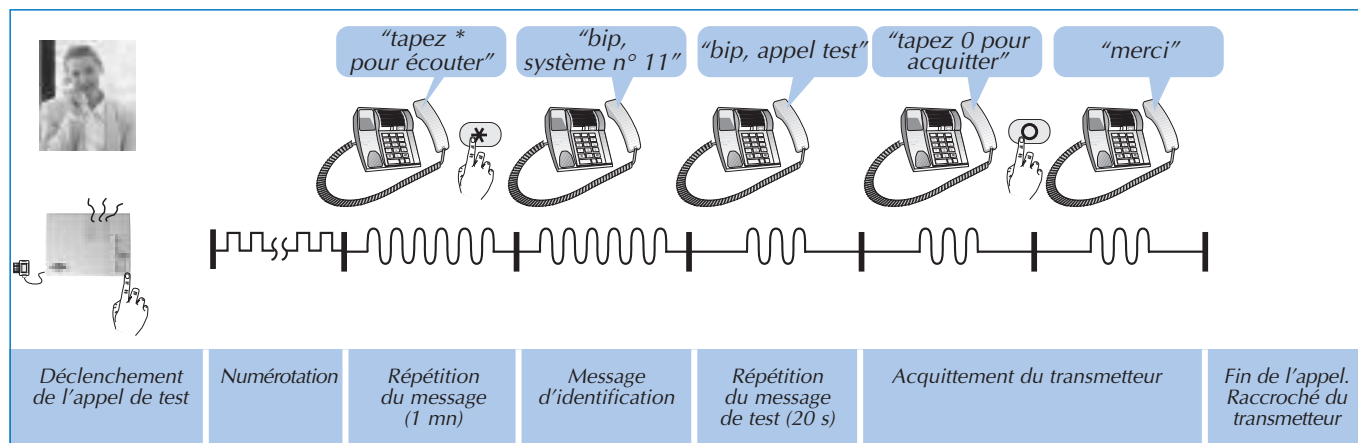 “tapez *
pour écouter”
“bip,
système n° 11”
“bip, appel test”
“tapez 0 pour
acquitter”
“merci”
Déclenchement
de l’appel de test
Numérotation
Répétition
du message
(1 mn)
Message
d’identification
Répétition
du message
de test (20 s)
Acquittement du transmetteur
Fin de l’appel.
Raccroché du
transmetteur